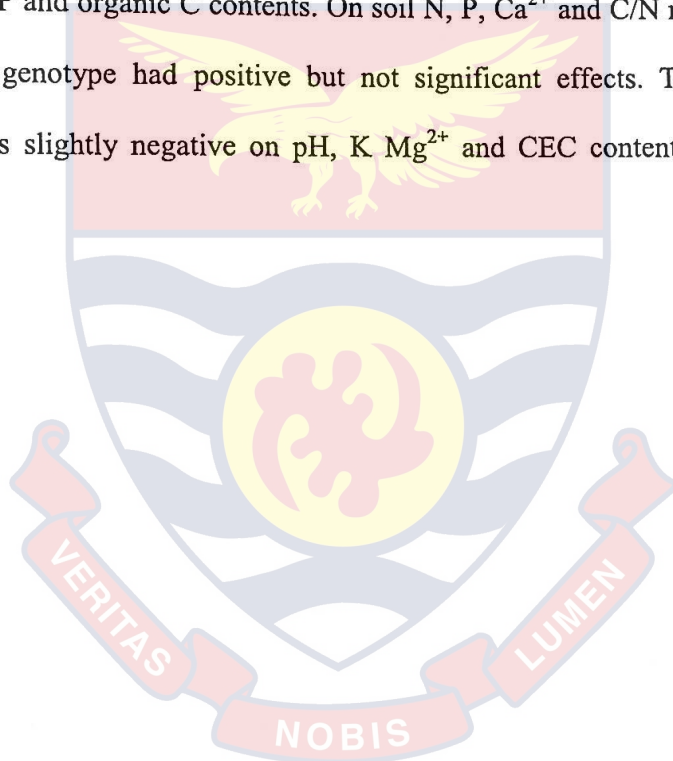 P and organic C contents. On soil N, P, Ca²⁺ and C/N
genotype had positive but not significant effects. T
s slightly negative on pH, K Mg²⁺ and CEC content
VERITAS
NOBIS
LUMEN